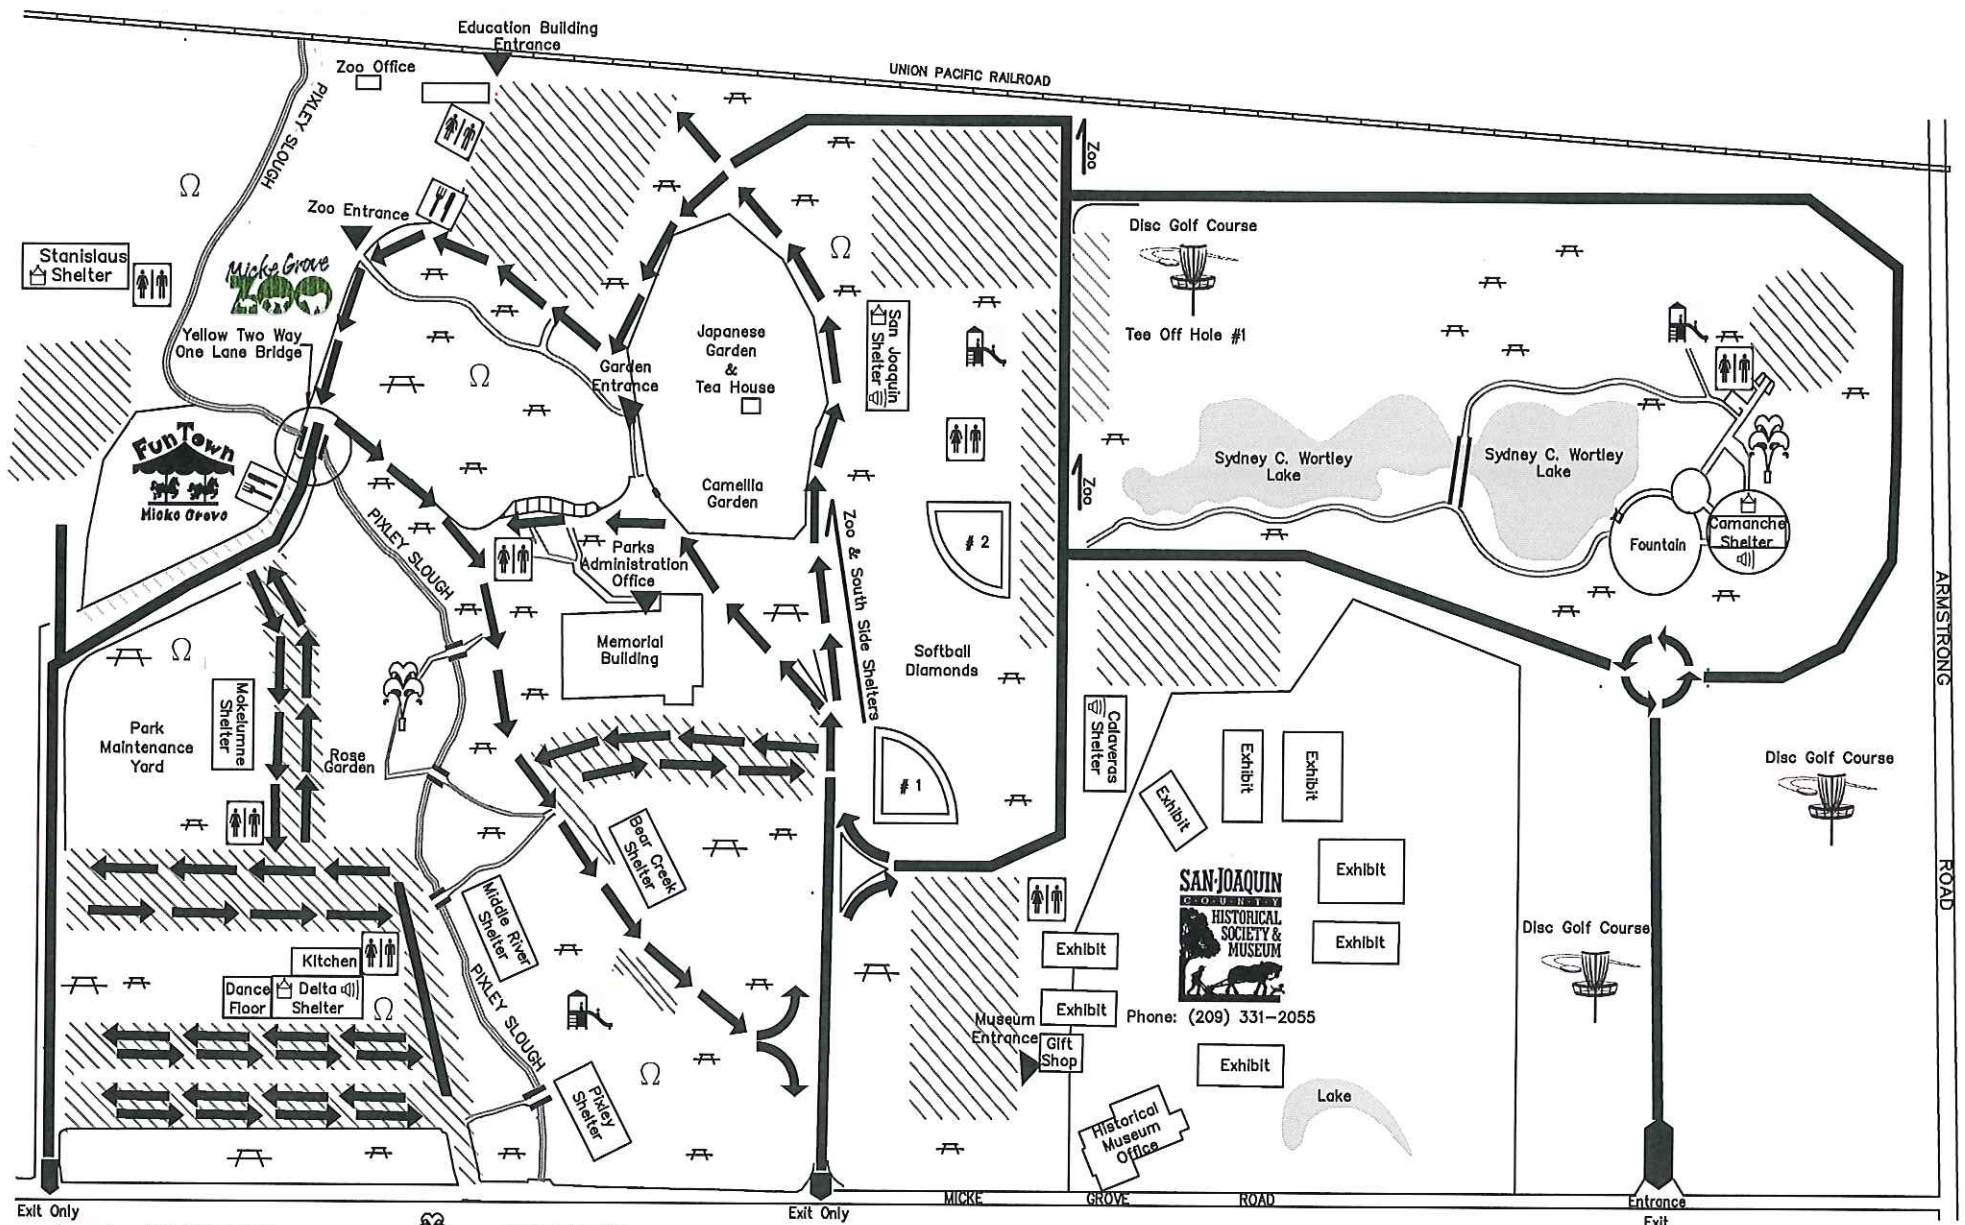 Education Building
Entrance
Zoo Office
UNION PACIFIC RAILROAD
PIXLEY SLOUGH
Zoo
Zoo Entrance
Stanislaus
Shelter
Micke Grove
ZOO
Yellow Two Way
One Lane Bridge
Garden
Entrance
Japanese
Garden
&
Tea House
San Joaquin
Shelter
Disc Golf Course
Tee Off Hole #1
FunTown
Micke Grove
Camellia
Garden
Zoo
Sydney C. Wortley
Lake
Sydney C. Wortley
Lake
Camanche
Shelter
Fountain
PIXLEY SLOUGH
Parks
Administration
Office
Memorial
Building
Zoo & South Side Shelters
# 2
Softball
Diamonds
# 1
ARMSTRONG
ROAD
Park
Maintenance
Yard
Mokelumne
Shelter
Rose
Garden
Calaveras
Shelter
Exhibit
Exhibit
Exhibit
Exhibit
Exhibit
Disc Golf Course
Disc Golf Course
Bear Creek
Shelter
Middle River
Shelter
SAN·JOAQUIN
C·O·U·N·T·Y
HISTORICAL
SOCIETY &
MUSEUM
Phone: (209) 331-2055
Kitchen
Dance
Floor
Delta
Shelter
PIXLEY SLOUGH
Pixley
Shelter
Exhibit
Exhibit
Museum
Entrance
Gift
Shop
Exhibit
Lake
Historical
Museum
Office
MICKE GROVE ROAD
Exit Only
Exit Only
Entrance
Exit